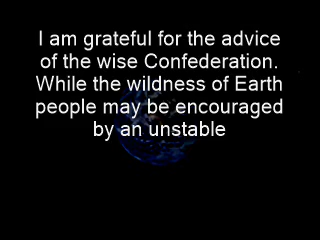 I am grateful for the advice
of the wise Confederation.
While the wildness of Earth
people may be encouraged
by an unstable